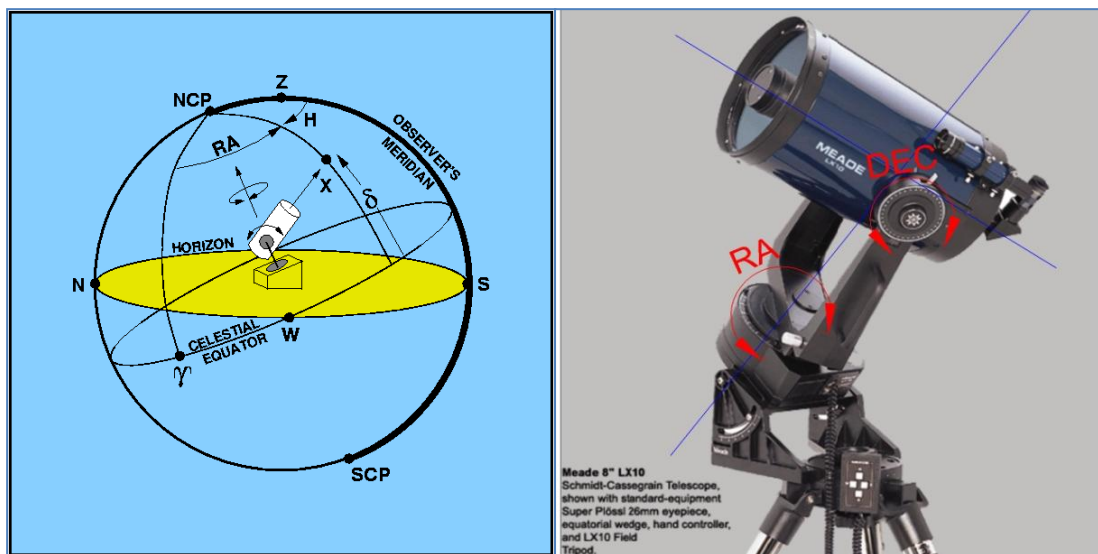 Z
NCP
H
OBSERVER'S
MERIDIAN
RA
X
δ
HORIZON
N
S
W
CELESTIAL
EQUATOR
γ
SCP
MEADE
LX10
DEC
RA
Meade 8" LX10
Schmidt-Cassegrain Telescope,
shown with standard-equipment
Super Plössl 26mm eyepiece,
equatorial wedge, hand controller,
and LX10 Field
Tripod.